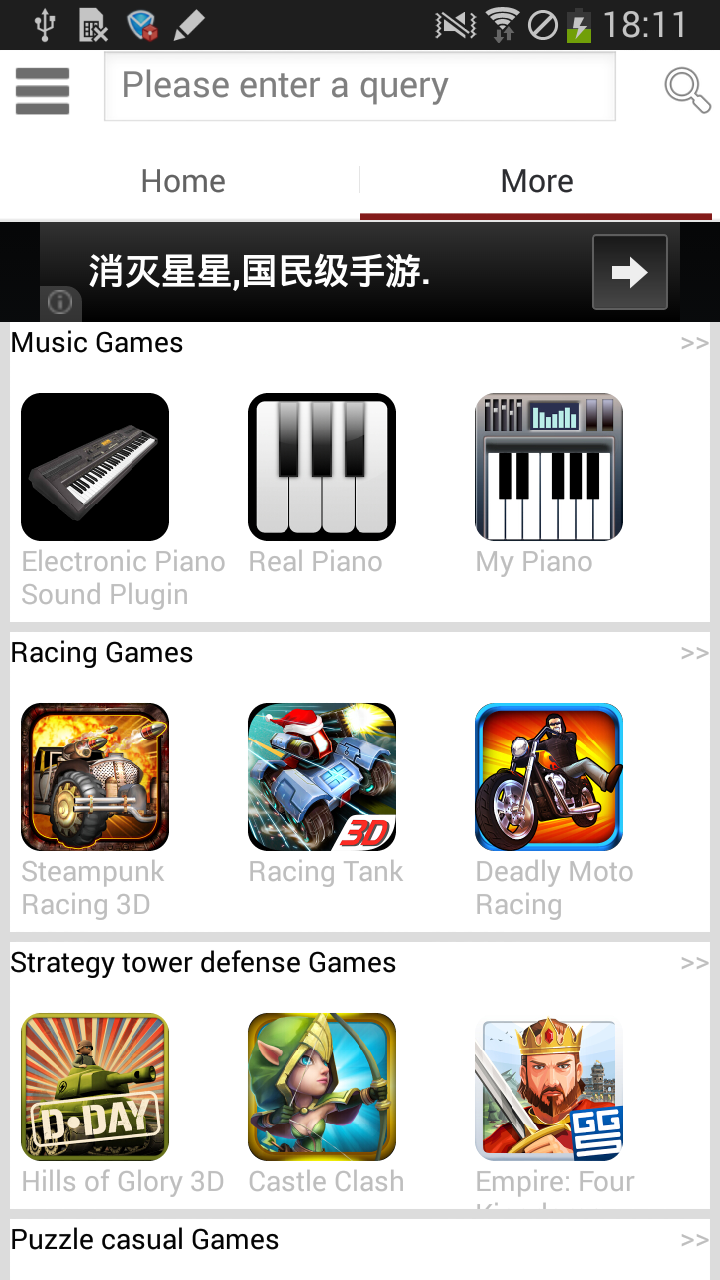 18:11
Please enter a query
Home
More
消灭星星,国民级手游.
Music Games >>
Electronic Piano Sound Plugin
Real Piano
My Piano
Racing Games >>
3D
Steampunk Racing 3D
Racing Tank
Deadly Moto Racing
Strategy tower defense Games >>
D•DAY
GGS
Hills of Glory 3D
Castle Clash
Empire: Four
Puzzle casual Games >>